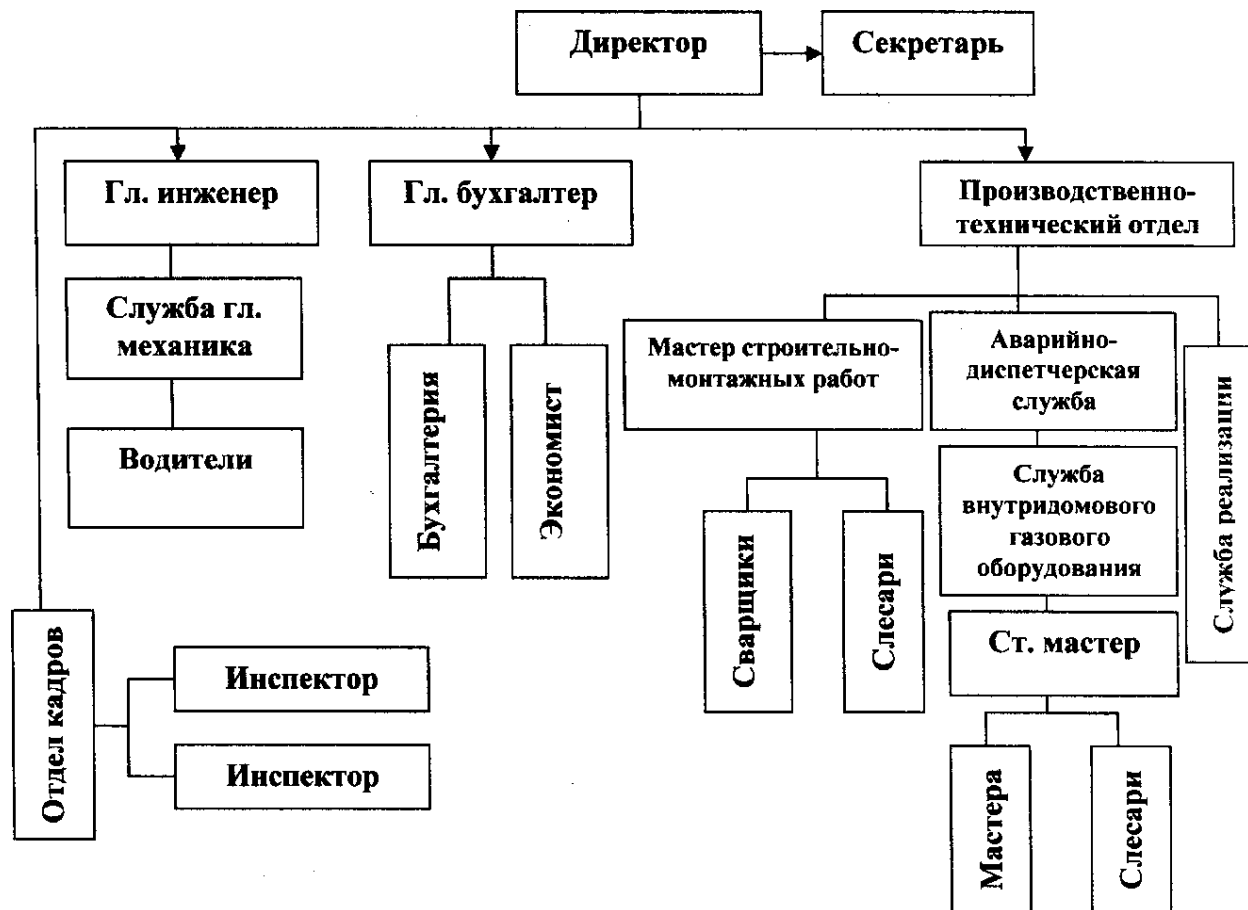 Директор
Секретарь
Гл. инженер
Гл. бухгалтер
Производственно-
технический отдел
Служба гл.
механика
Водители
Бухгалтерия
Экономист
Мастер строительно-
монтажных работ
Аварийно-
диспетчерская
служба
Служба реализации
Служба
внутридомового
газового
оборудования
Сварщики
Слесари
Ст. мастер
Мастера
Слесари
Отдел кадров
Инспектор
Инспектор